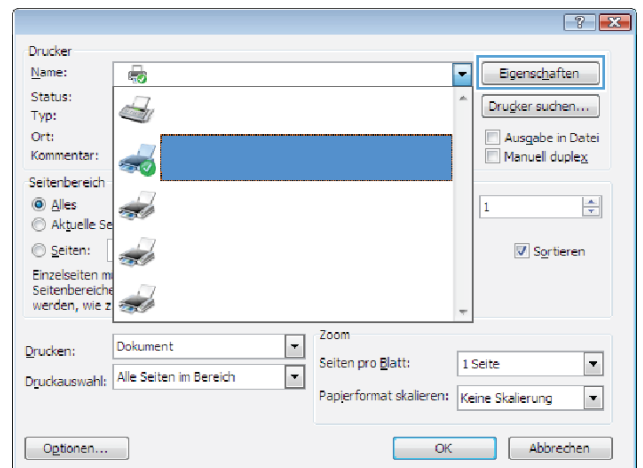 Drucker
Name:
Eigenschaften
Status:
Drucker suchen...
Typ:
Ort:
Ausgabe in Datei
Kommentar:
Manuell duplex
Seitenbereich
Alles
1
Aktuelle Se
Seiten:
Sortieren
Einzelseiten m
Seitenbereiche
werden, wie z
Zoom
Drucken:
Dokument
Seiten pro Blatt:
1 Seite
Druckauswahl:
Alle Seiten im Bereich
Papierformat skalieren:
Keine Skalierung
Optionen...
OK
Abbrechen